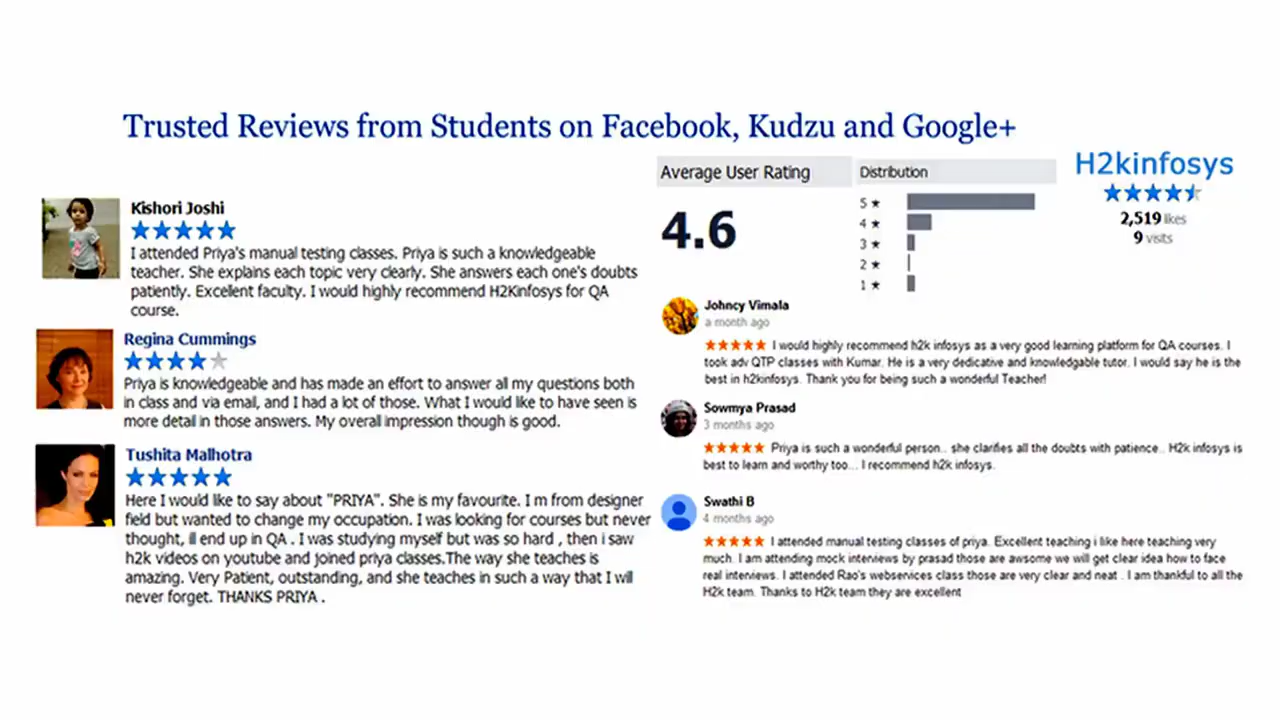 Trusted Reviews from Students on Facebook, Kudzu and Google+
Kishori Joshi
I attended Priya's manual testing classes. Priya is such a knowledgeable
teacher. She explains each topic very clearly. She answers each one's doubts
patiently. Excellent faculty. I would highly recommend H2Kinfosys for QA
course.
Regina Cummings
Priya is knowledgeable and has made an effort to answer all my questions both
in class and via email, and I had a lot of those. What I would like to have seen is
more detail in those answers. My overall impression though is good.
Tushita Malhotra
Here I would like to say about "PRIYA". She is my favourite. I m from designer
field but wanted to change my occupation. I was looking for courses but never
thought, ill end up in QA . I was studying myself but was so hard , then i saw
h2k videos on youtube and joined priya classes.The way she teaches is
amazing. Very Patient, outstanding, and she teaches in such a way that I will
never forget. THANKS PRIYA .
Average User Rating
4.6
Distribution
5 ★
4 ★
3 ★
2 ★
1 ★
H2kinfosys
2,519 likes
9 visits
Johncy Vimala
a month ago
I would highly recommend h2k infosys as a very good learning platform for QA courses. I
took adv QTP classes with Kumar. He is a very dedicative and knowledgable tutor. I would say he is the
best in h2kinfosys. Thank you for being such a wonderful Teacher!
Sowmya Prasad
3 months ago
Priya is such a wonderful person.. she clarifies all the doubts with patience.. H2k infosys is
best to learn and worthy too... I recommend h2k infosys.
Swathi B
4 months ago
I attended manual testing classes of priya. Excellent teaching i like here teaching very
much. I am attending mock interviews by prasad those are awsome we will get clear idea how to face
real interviews. I attended Rao's webservices class those are very clear and neat . I am thankful to all the
H2k team. Thanks to H2k team they are excellent